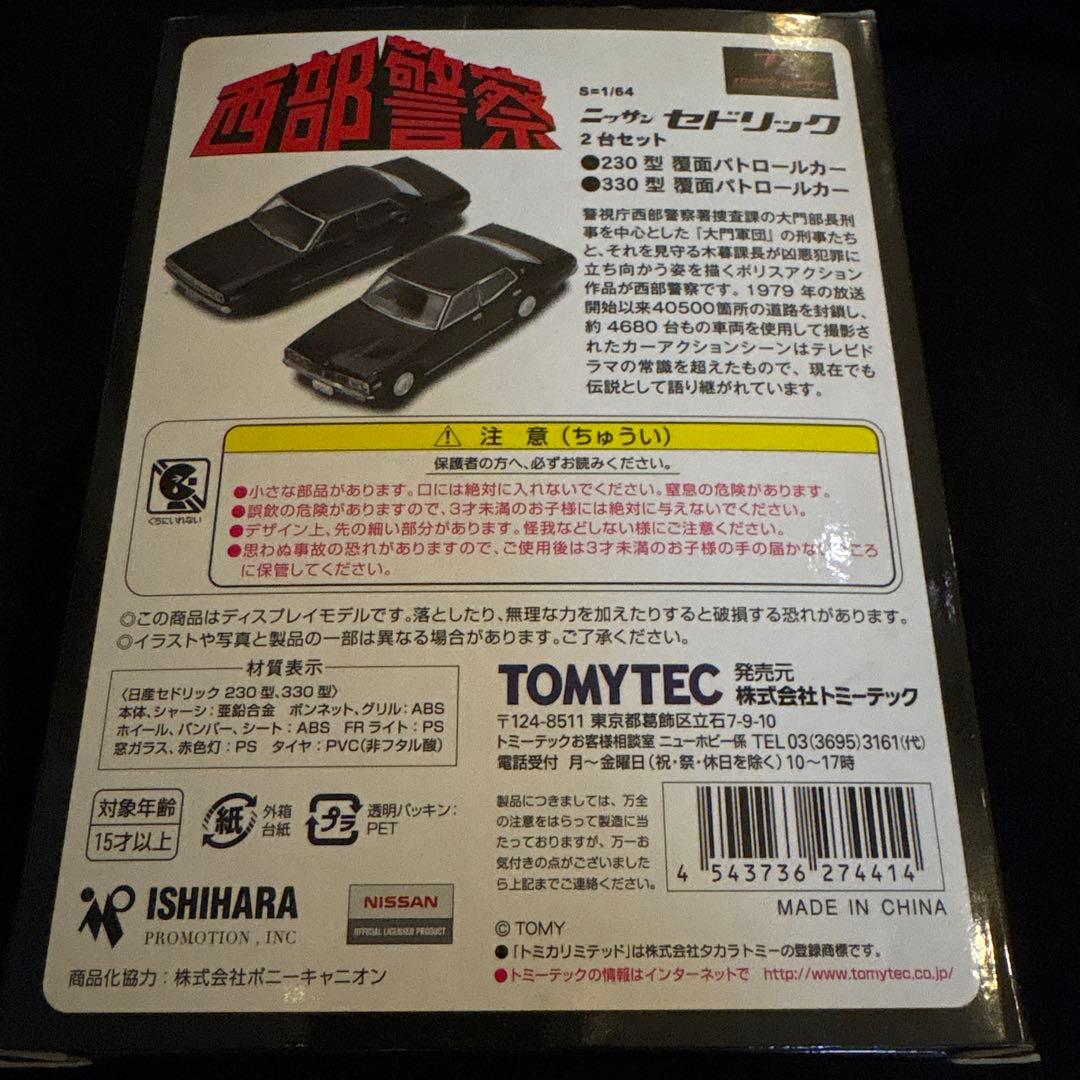 西部警察
S=1/64
ニッサン セドリック
2台セット
●230型 覆面パトロールカー
●330型 覆面パトロールカー
警視庁西部警察署捜査課の大門部長刑
事を中心とした「大門軍団」の刑事たち
と、それを見守る木暮課長が凶悪犯罪に
立ち向かう姿を描くポリスアクション
作品が西部警察です。1979年の放送
開始以来40500箇所の道路を封鎖し、
約4680台もの車両を使用して撮影さ
れたカーアクションシーンはテレビド
ラマの常識を超えたもので、現在でも
伝説として語り継がれています。
⚠ 注 意(ちゅうい)
保護者の方へ、必ずお読みください。
くちにいれない
●小さな部品があります。口には絶対に入れないでください。窒息の危険があります。
●誤飲の危険がありますので、3才未満のお子様には絶対に与えないでください。
●デザイン上、先の細い部分があります。怪我などしない様にご注意ください。
●思わぬ事故の恐れがありますので、ご使用後は3才未満のお子様の手の届かないところ
に保管してください。
◎この商品はディスプレイモデルです。落としたり、無理な力を加えたりすると破損する恐れがあります。
◎イラストや写真と製品の一部は異なる場合があります。ご了承ください。
材質表示
〈日産セドリック 230型、330型〉
本体、シャーシ:亜鉛合金 ボンネット、グリル:ABS
ホイール、バンパー、シート:ABS FRライト:PS
窓ガラス、赤色灯:PS タイヤ:PVC(非フタル酸)
TOMYTEC 発売元
株式会社トミーテック
〒124-8511 東京都葛飾区立石7-9-10
トミーテックお客様相談室 ニューホビー係 TEL03(3695)3161(代)
電話受付 月~金曜日(祝・祭・休日を除く)10~17時
対象年齢
15才以上
紙 外箱
台紙
プラ 透明パッキン:
PET
製品につきましては、万全
の注意をはらって製造に当
たっておりますが、万一お
気付きの点がございました
ら上記までご連絡ください。
4 543736 274414
MADE IN CHINA
ISHIHARA
PROMOTION, INC
NISSAN
OFFICIAL LICENSED PRODUCT
商品化協力:株式会社ポニーキャニオン
© TOMY
●「トミカリミテッド」は株式会社タカラトミーの登録商標です。
●トミーテックの情報はインターネットで http://www.tomytec.co.jp/